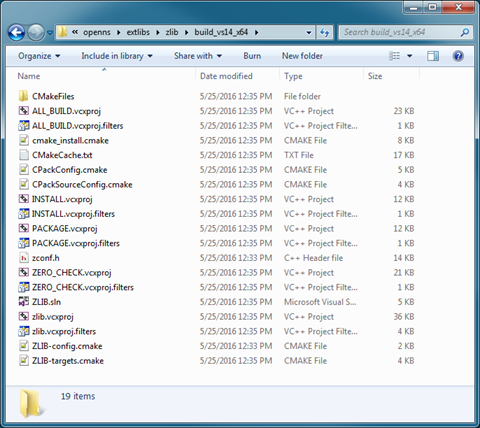 « openns ▸ extlibs ▸ zlib ▸ build_vs14_x64 ▸ Search build_vs14_x64
Organize Include in library Share with Burn New folder
Name Date modified Type Size
CMakeFiles 5/25/2016 12:35 PM File folder
ALL_BUILD.vcxproj 5/25/2016 12:35 PM VC++ Project 23 KB
ALL_BUILD.vcxproj.filters 5/25/2016 12:35 PM VC++ Project Filte... 1 KB
cmake_install.cmake 5/25/2016 12:35 PM CMAKE File 8 KB
CMakeCache.txt 5/25/2016 12:35 PM TXT File 17 KB
CPackConfig.cmake 5/25/2016 12:35 PM CMAKE File 5 KB
CPackSourceConfig.cmake 5/25/2016 12:35 PM CMAKE File 4 KB
INSTALL.vcxproj 5/25/2016 12:35 PM VC++ Project 12 KB
INSTALL.vcxproj.filters 5/25/2016 12:35 PM VC++ Project Filte... 1 KB
PACKAGE.vcxproj 5/25/2016 12:35 PM VC++ Project 12 KB
PACKAGE.vcxproj.filters 5/25/2016 12:35 PM VC++ Project Filte... 1 KB
zconf.h 5/25/2016 12:33 PM C++ Header file 14 KB
ZERO_CHECK.vcxproj 5/25/2016 12:35 PM VC++ Project 21 KB
ZERO_CHECK.vcxproj.filters 5/25/2016 12:35 PM VC++ Project Filte... 1 KB
ZLIB.sln 5/25/2016 12:35 PM Microsoft Visual S... 5 KB
zlib.vcxproj 5/25/2016 12:35 PM VC++ Project 36 KB
zlib.vcxproj.filters 5/25/2016 12:35 PM VC++ Project Filte... 4 KB
ZLIB-config.cmake 5/25/2016 12:33 PM CMAKE File 2 KB
ZLIB-targets.cmake 5/25/2016 12:35 PM CMAKE File 4 KB
19 items